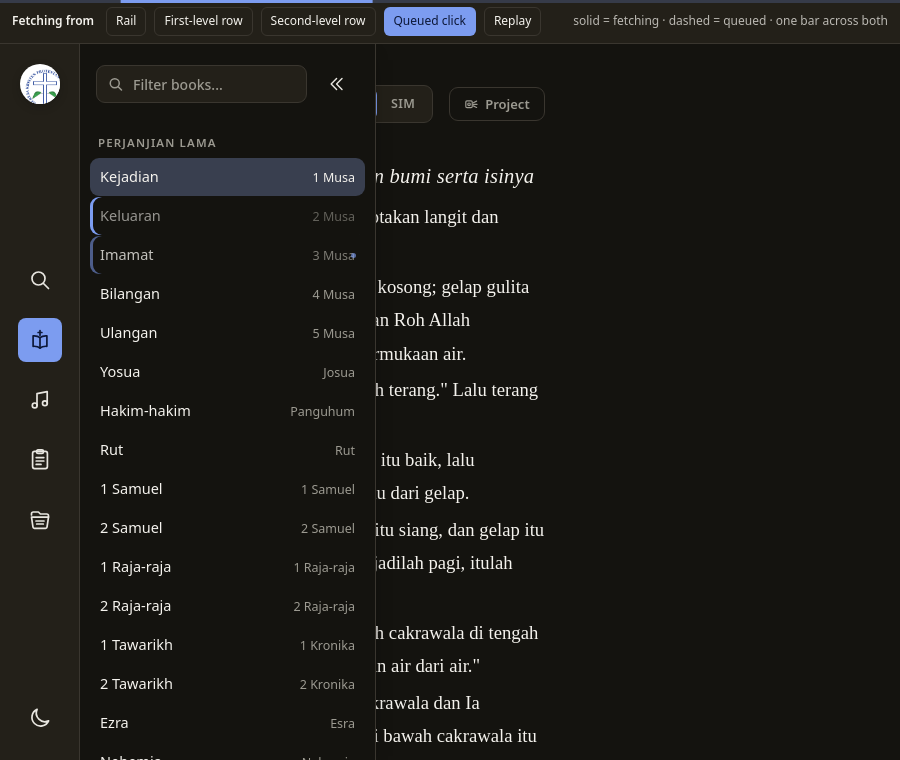 Fetching from Rail First-level row Second-level row Queued click Replay solid = fetching · dashed = queued · one bar across both
Filter books...
SIM Project
PERJANJIAN LAMA
Kejadian 1 Musa
Keluaran 2 Musa
Imamat 3 Musa
Bilangan 4 Musa
Ulangan 5 Musa
Yosua Josua
Hakim-hakim Panguhum
Rut Rut
1 Samuel 1 Samuel
2 Samuel 2 Samuel
1 Raja-raja 1 Raja-raja
2 Raja-raja 2 Raja-raja
1 Tawarikh 1 Kronika
2 Tawarikh 2 Kronika
Ezra Esra
bumi serta isinya
langit dan
kosong; gelap gulita
Roh Allah
air.
terang." Lalu terang
itu baik, lalu
dari gelap.
itu siang, dan gelap itu
pagi, itulah
cakrawala di tengah
air dari air."
dan Ia
bawah cakrawala itu